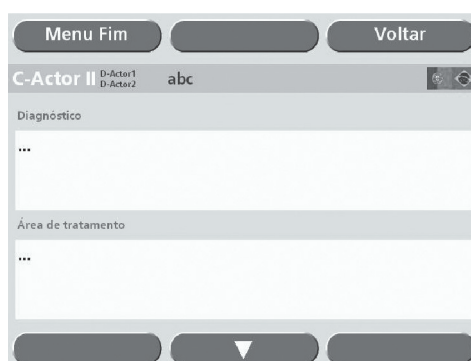 Menu Fim Voltar
C-Actor II D-Actor1 abc
D-Actor2
Diagnóstico
...
Área de tratamento
...